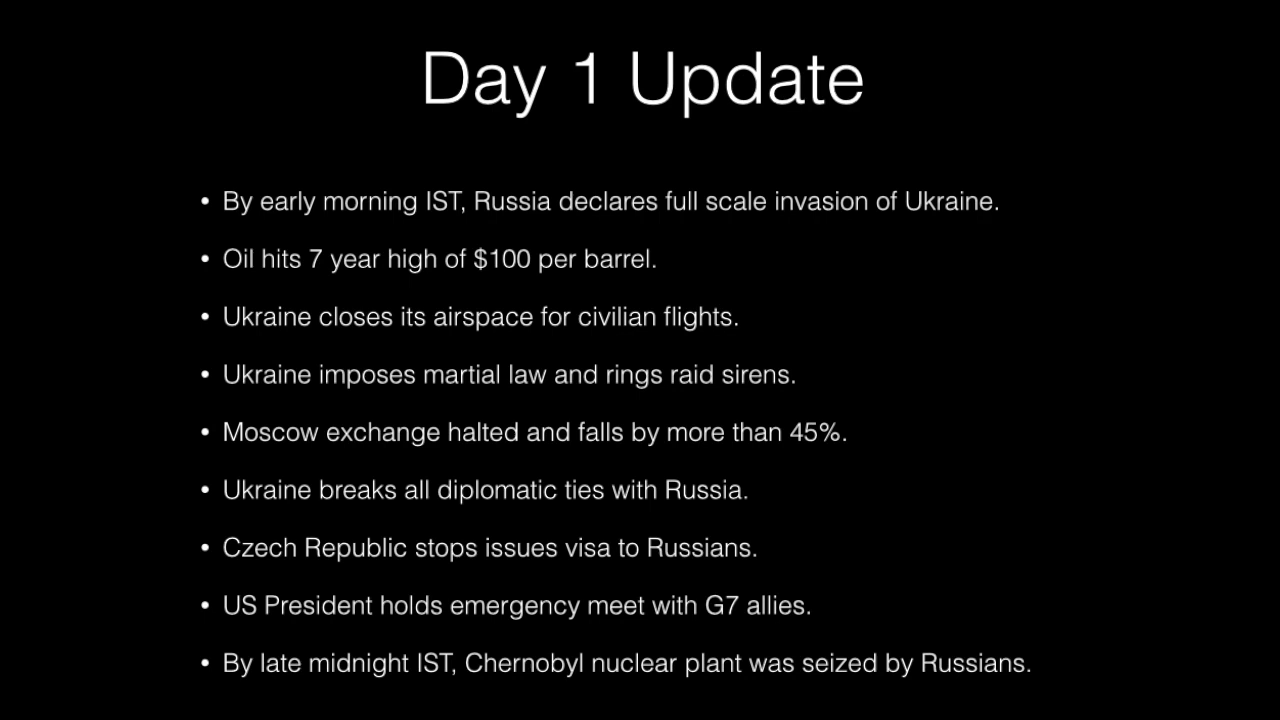 Day 1 Update
• By early morning IST, Russia declares full scale invasion of Ukraine.
• Oil hits 7 year high of $100 per barrel.
• Ukraine closes its airspace for civilian flights.
• Ukraine imposes martial law and rings raid sirens.
• Moscow exchange halted and falls by more than 45%.
• Ukraine breaks all diplomatic ties with Russia.
• Czech Republic stops issues visa to Russians.
• US President holds emergency meet with G7 allies.
• By late midnight IST, Chernobyl nuclear plant was seized by Russians.